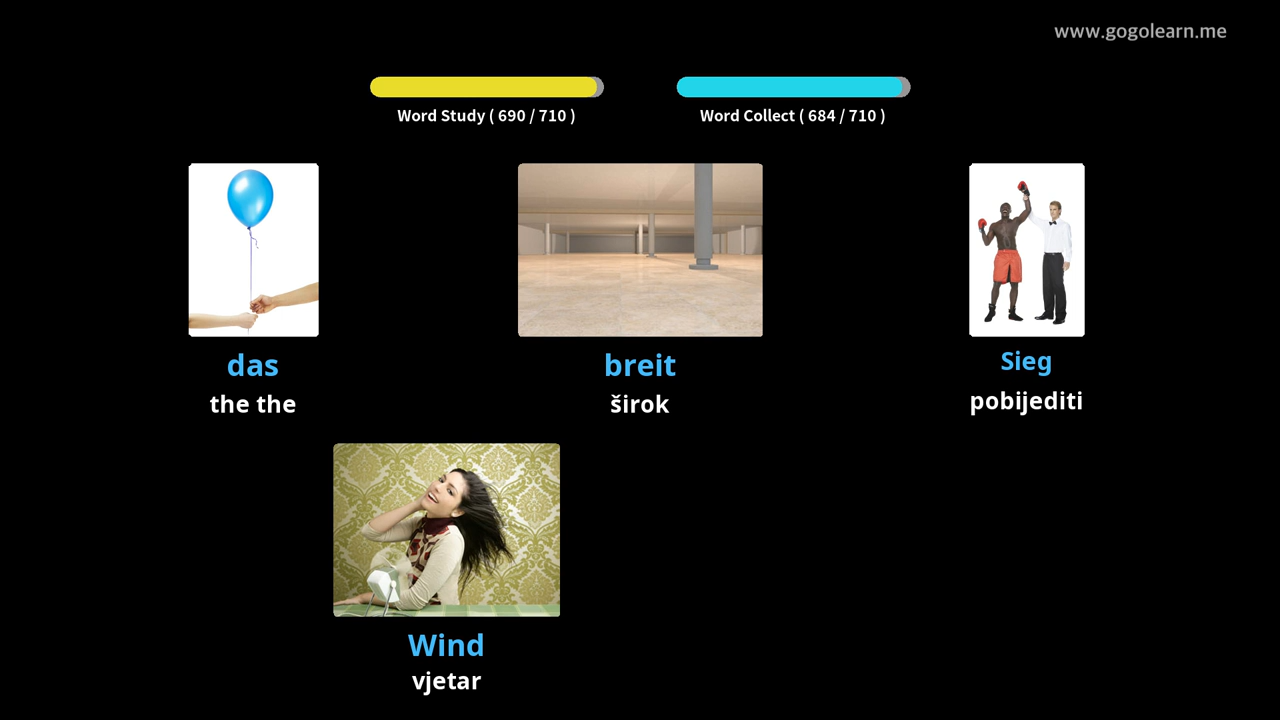 www.gogolearn.me
Word Study ( 690 / 710 )
Word Collect ( 684 / 710 )
das
the the
breit
širok
Sieg
pobijediti
Wind
vjetar